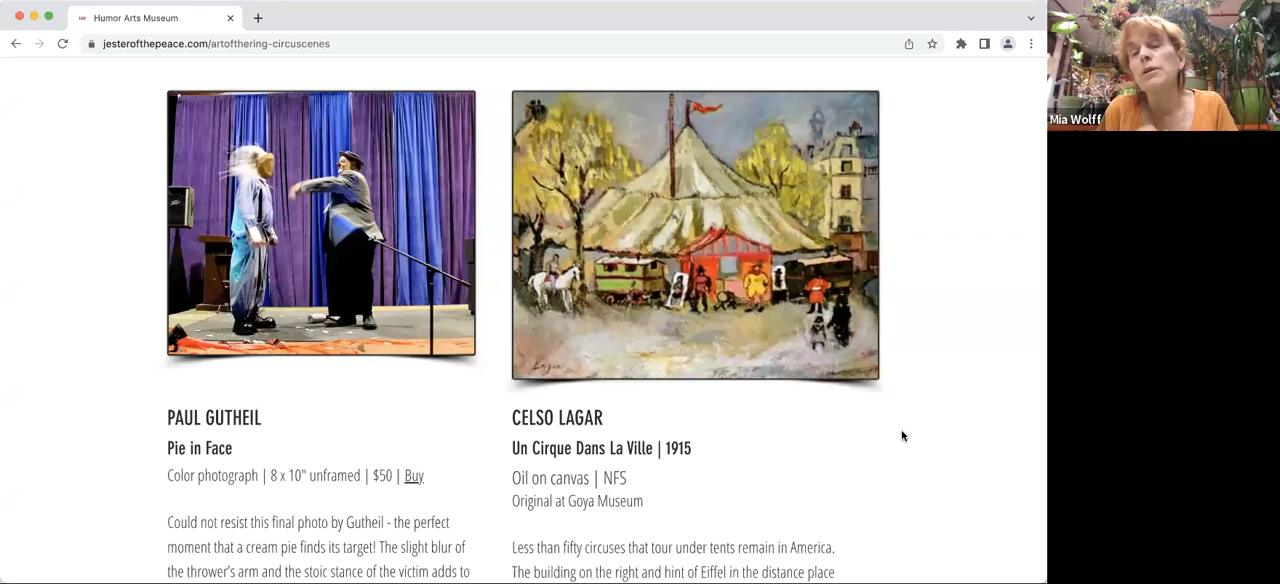 Humor Arts Museum
jesterofthepeace.com/artofthering-circuscenes
Mia Wolff
PEAVEY
Lagar
PAUL GUTHEIL
Pie in Face
Color photograph | 8 x 10" unframed | $50 | Buy
Could not resist this final photo by Gutheil - the perfect
moment that a cream pie finds its target! The slight blur of
the thrower's arm and the stoic stance of the victim adds to
CELSO LAGAR
Un Cirque Dans La Ville | 1915
Oil on canvas | NFS
Original at Goya Museum
Less than fifty circuses that tour under tents remain in America.
The building on the right and hint of Eiffel in the distance place